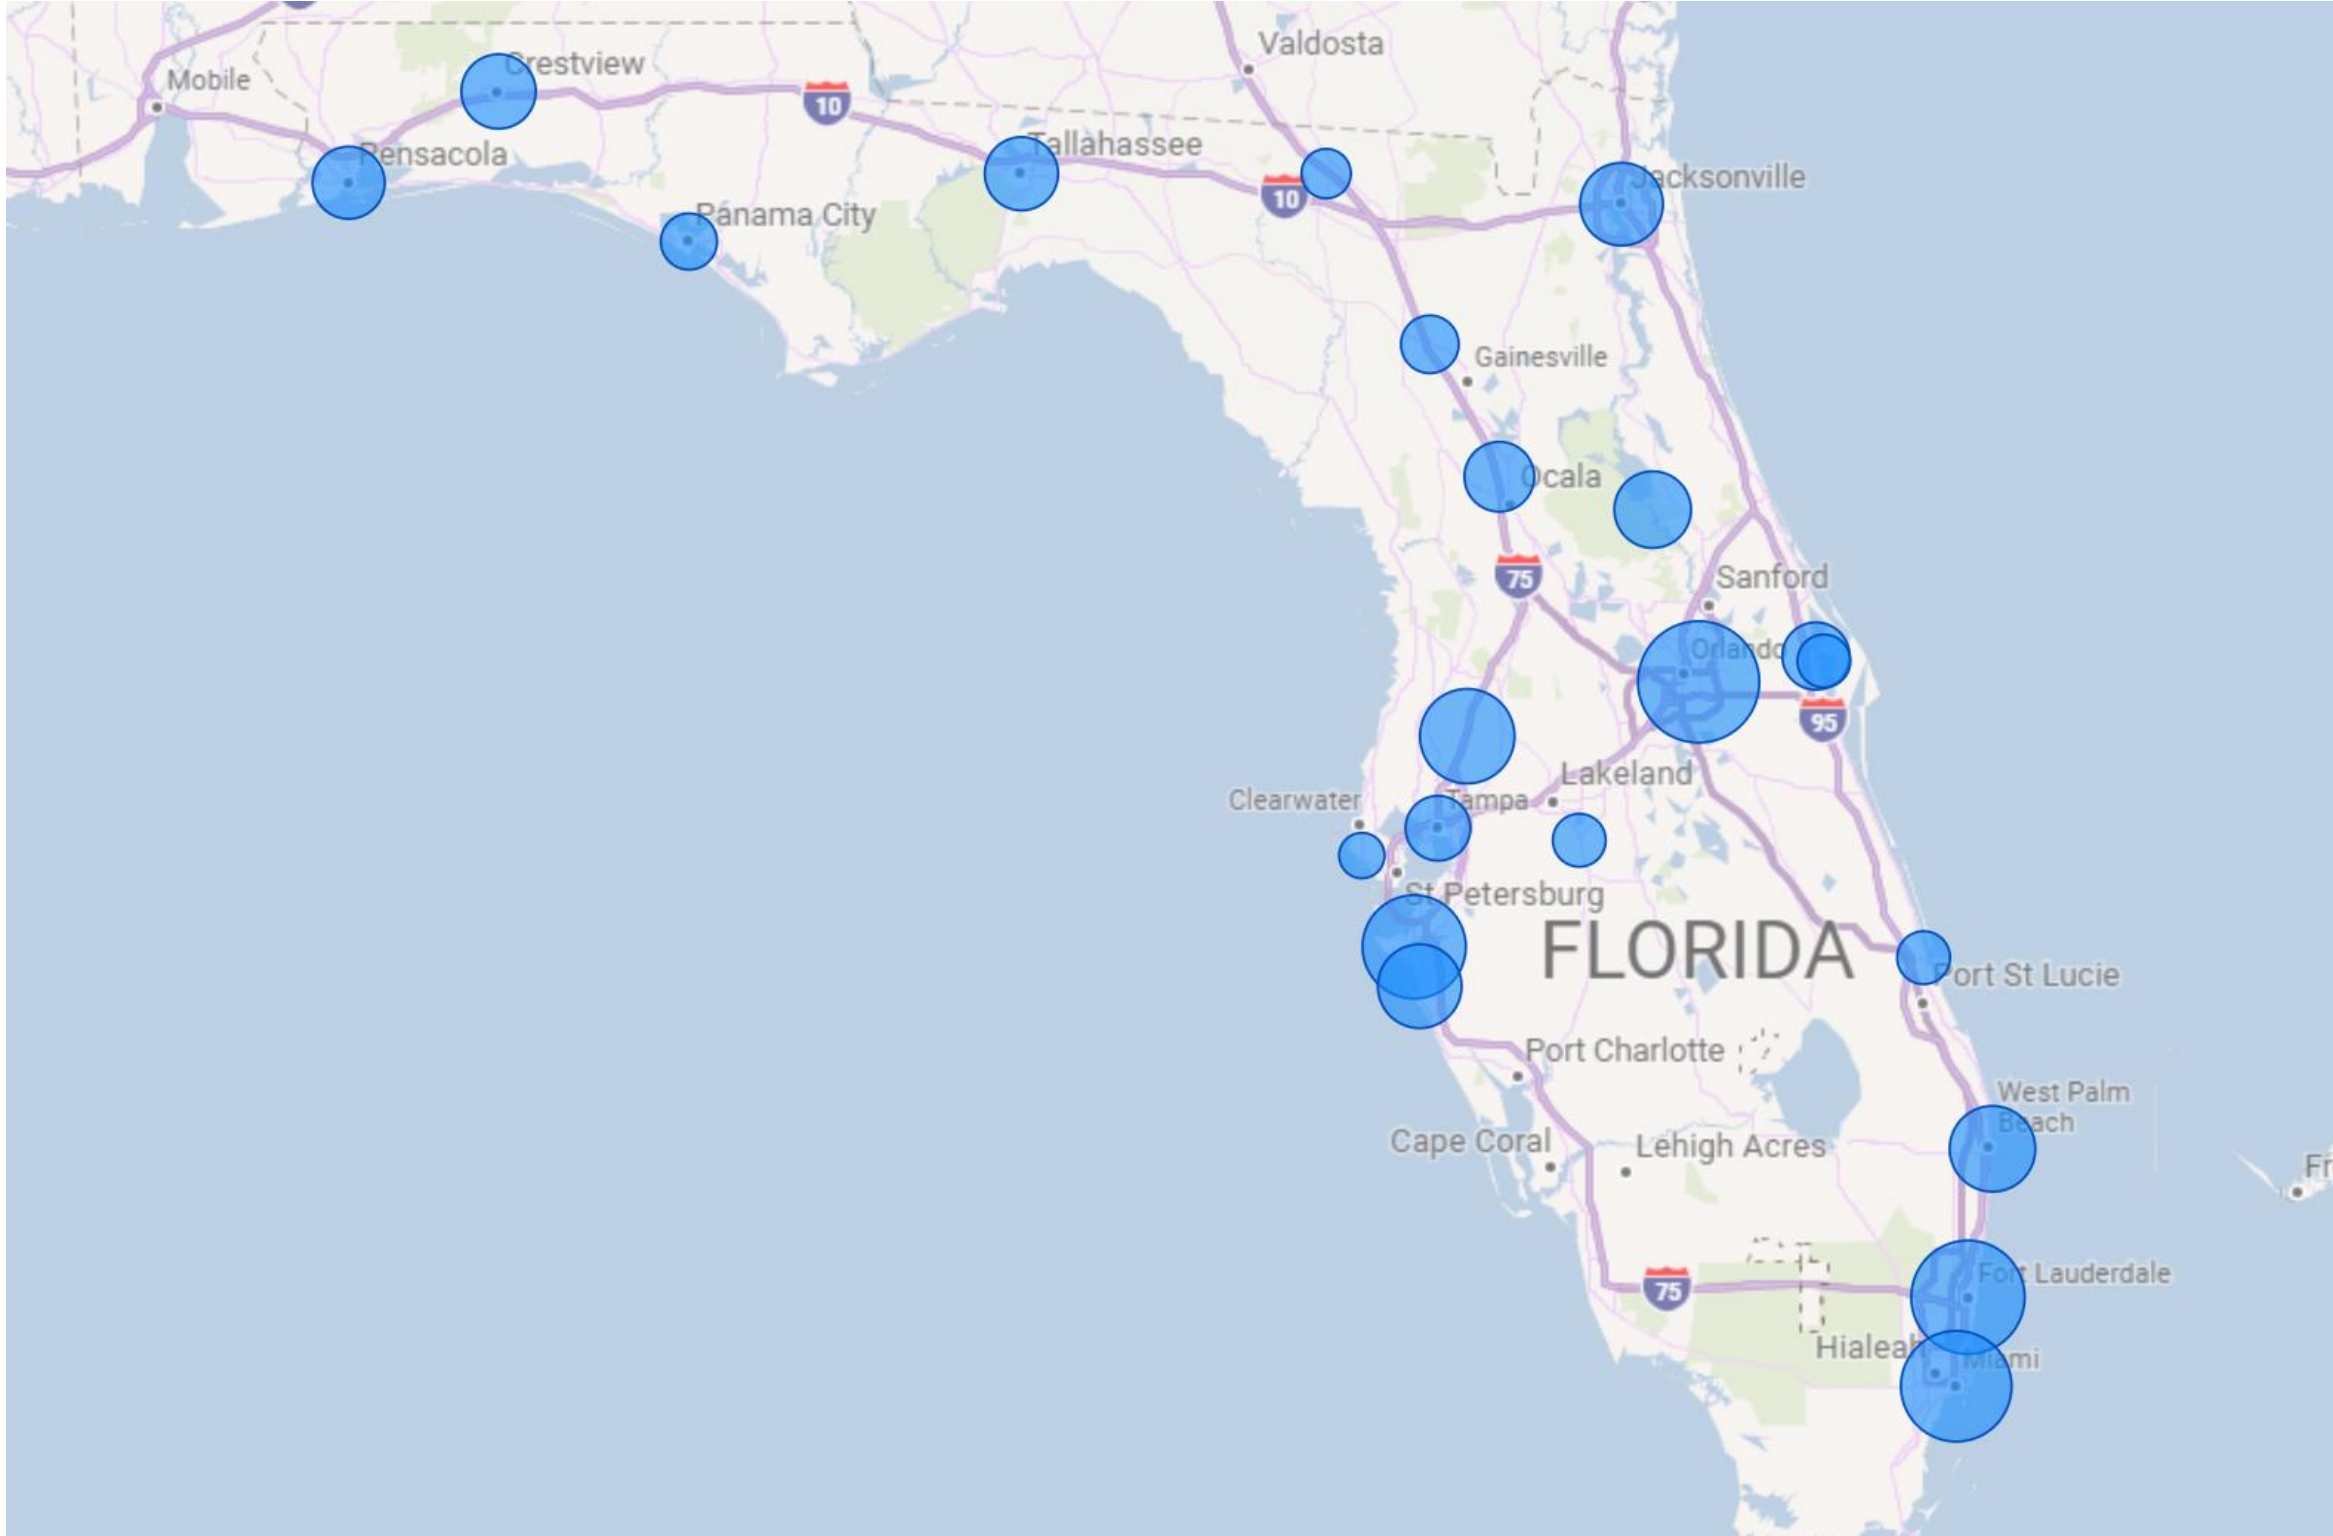 Valdosta
Crestview
Mobile
10
Tallahassee
Pensacola
Jacksonville
10
Panama City
Gainesville
Ocala
75
Sanford
Orlando
95
Lakeland
Clearwater
Tampa
St Petersburg
FLORIDA
Port St Lucie
Port Charlotte
West Palm
Beach
Cape Coral
Lehigh Acres
Fr
75
Fort Lauderdale
Hialeah
Miami